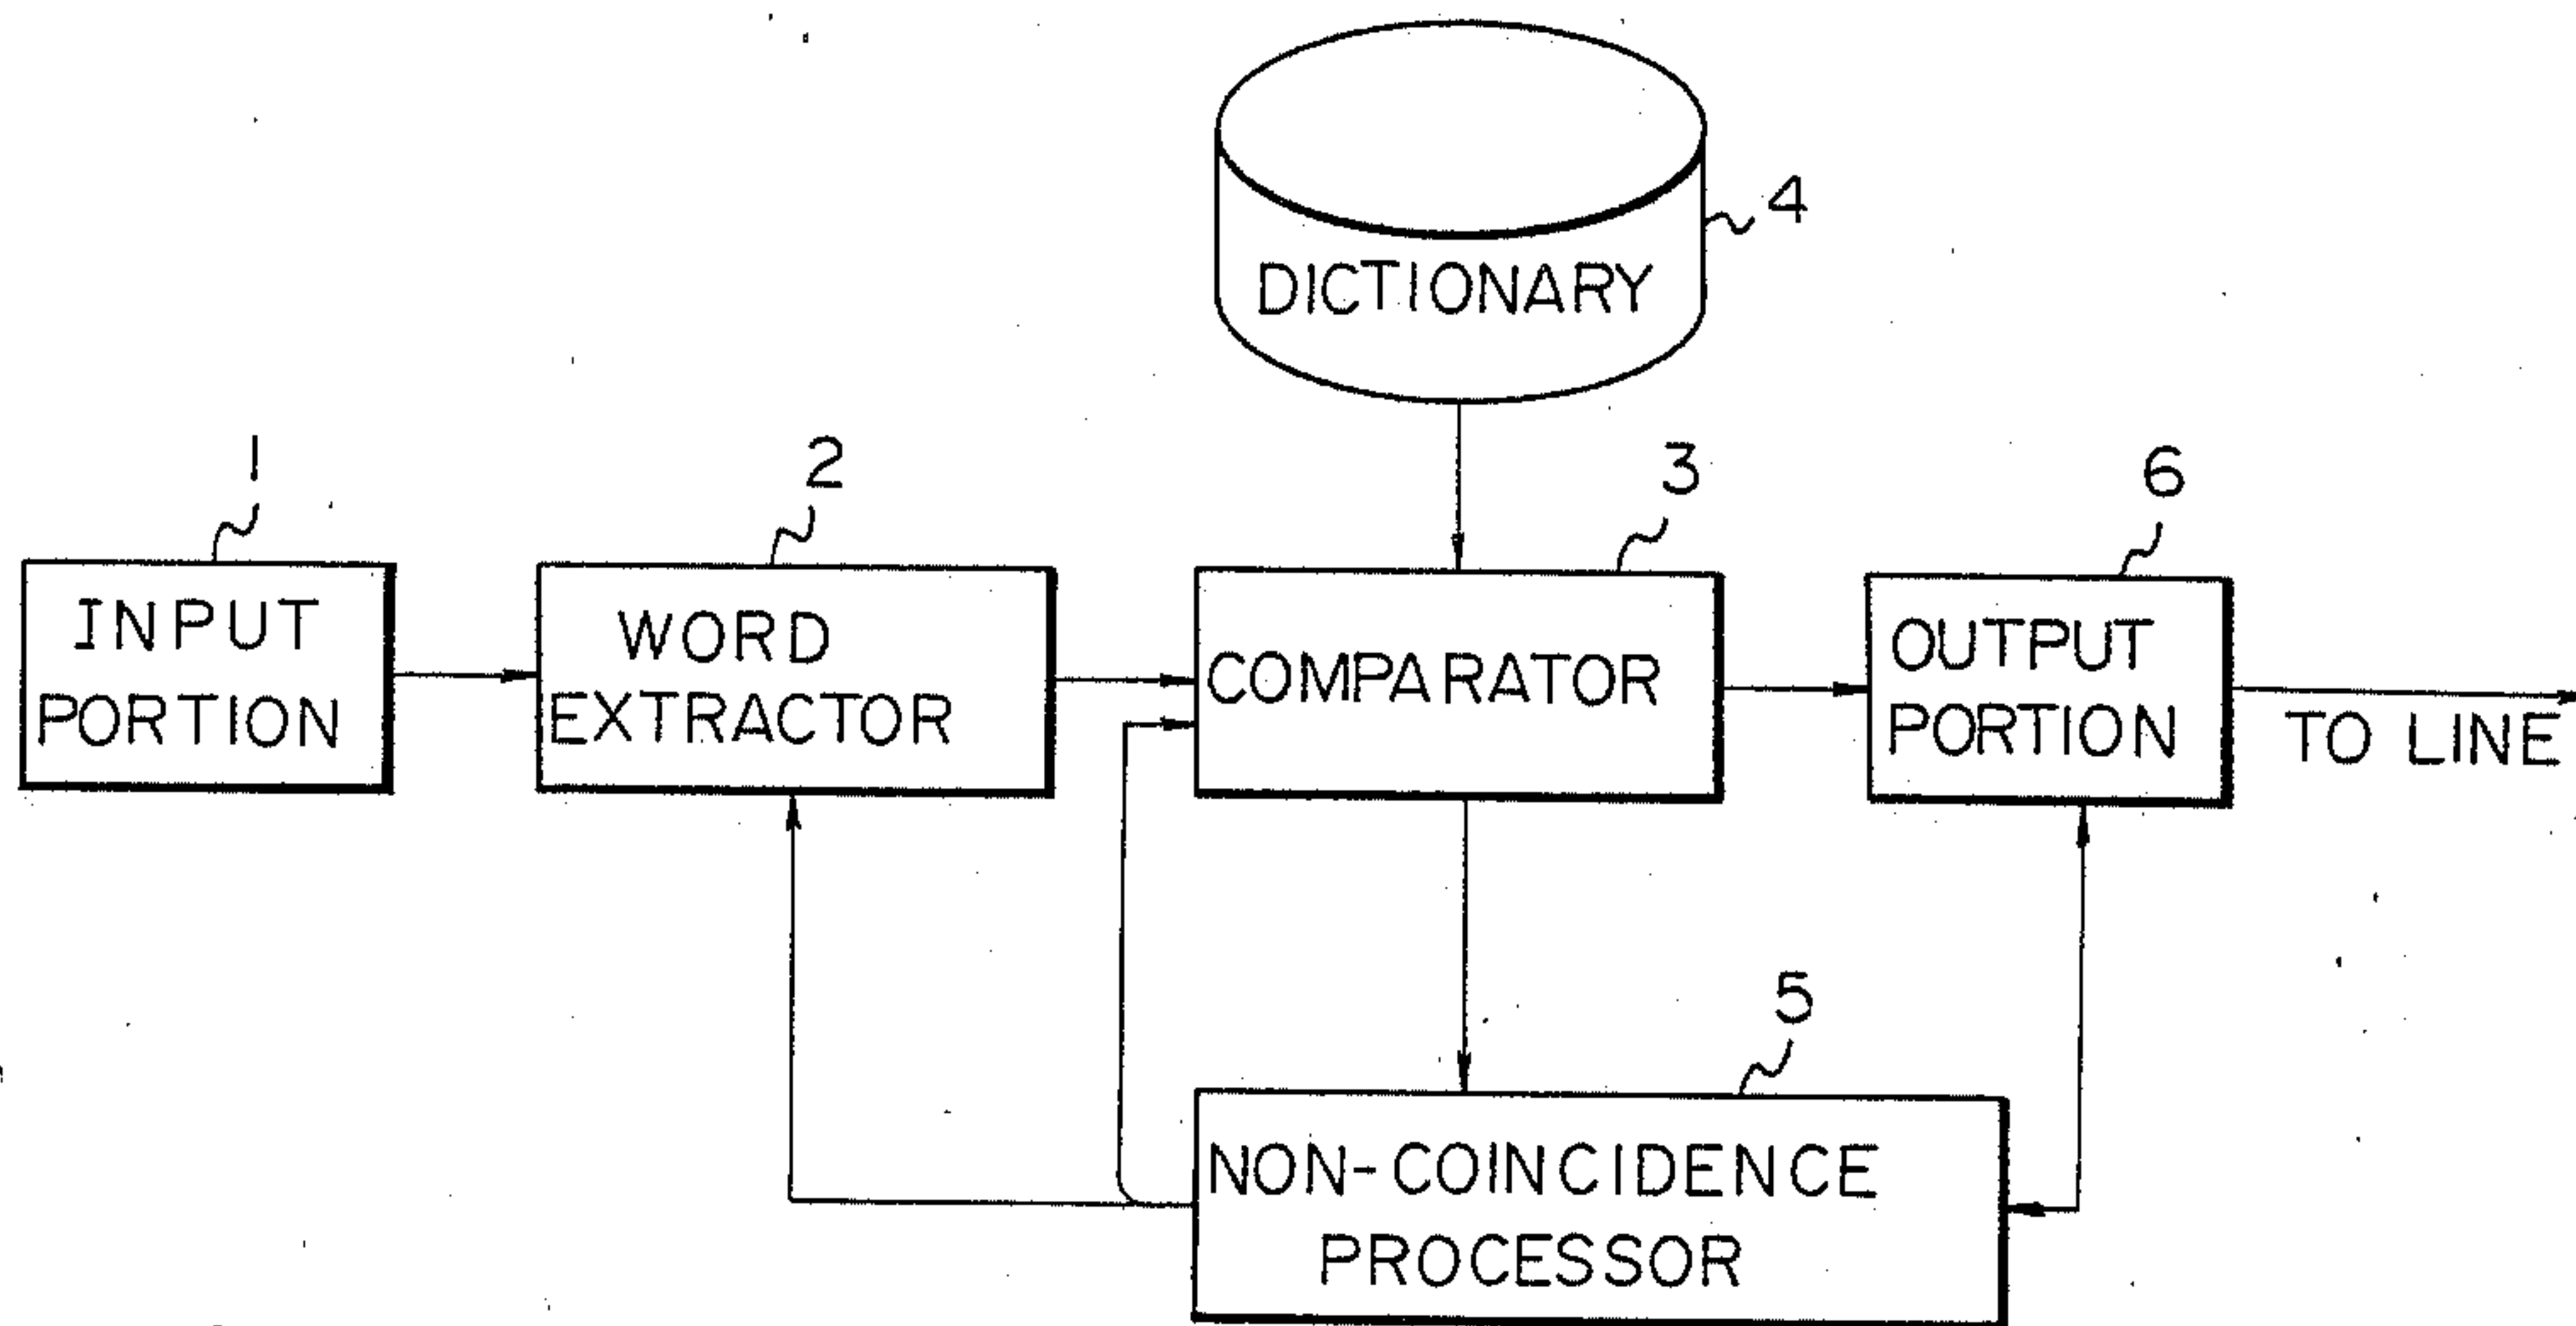 4
DICTIONARY
1
2
3
6
INPUT
PORTION
WORD
EXTRACTOR
COMPARATOR
OUTPUT
PORTION
TO LINE
5
NON-COINCIDENCE
PROCESSOR